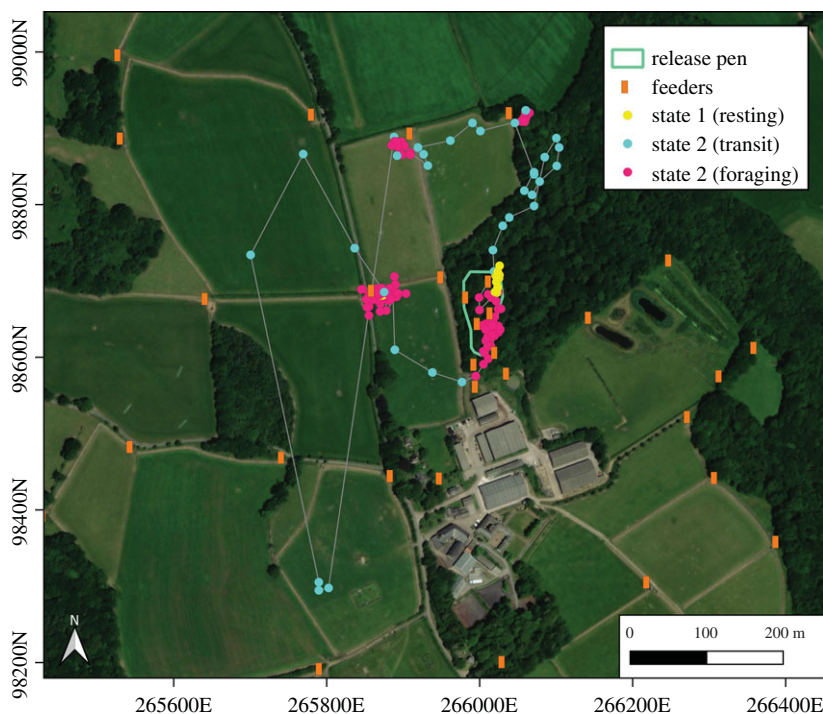 99000N
98800N
98600N
98400N
98200N
release pen
feeders
state 1 (resting)
state 2 (transit)
state 2 (foraging)
N
0 100 200 m
265600E 265800E 266000E 266200E 266400E